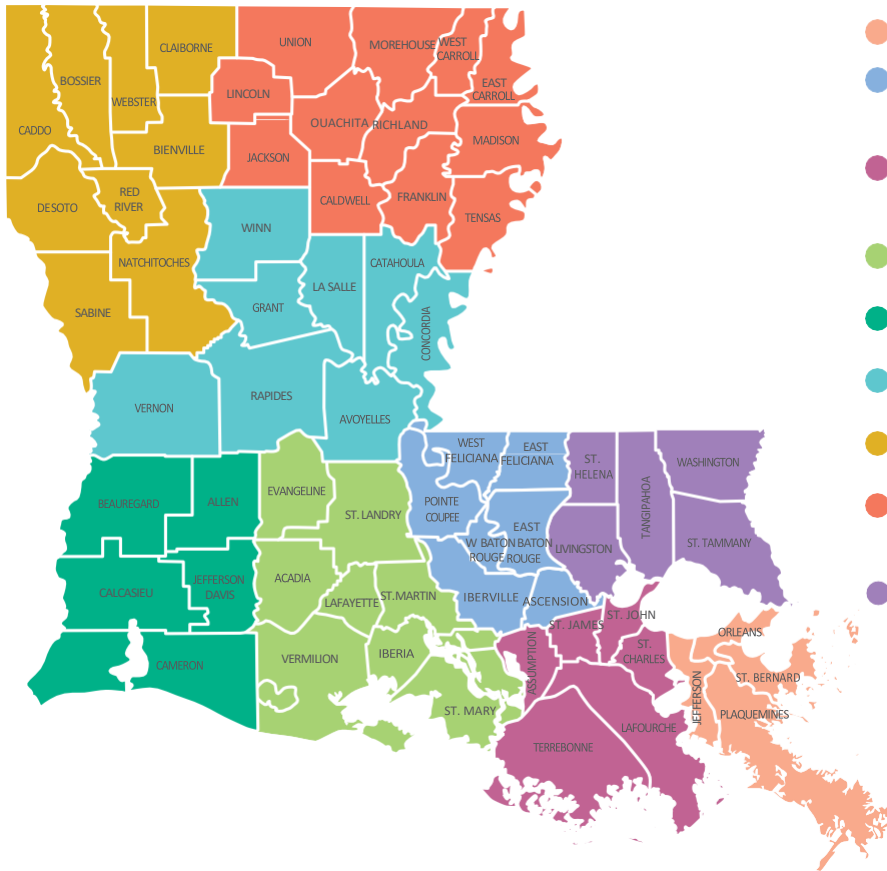 CLAIBORNE
UNION
MOREHOUSE
WEST
CARROLL
BOSSIER
WEBSTER
LINCOLN
EAST
CARROLL
CADDO
OUACHITA
RICHLAND
BIENVILLE
MADISON
JACKSON
RED
RIVER
DESOTO
CALDWELL
FRANKLIN
TENSAS
WINN
NATCHITOCHES
CATAHOULA
LA SALLE
SABINE
GRANT
CONCORDIA
VERNON
RAPIDES
AVOYELLES
WEST
FELICIANA
EAST
FELICIANA
ST.
HELENA
TANGIPAHOA
WASHINGTON
BEAUREGARD
ALLEN
EVANGELINE
ST. LANDRY
POINTE
COUPEE
W BATON
ROUGE
EAST
BATON
ROUGE
LIVINGSTON
ST. TAMMANY
CALCASIEU
JEFFERSON
DAVIS
ACADIA
LAFAYETTE
ST.MARTIN
IBERVILLE
ASCENSION
ST. JOHN
ST. JAMES
ORLEANS
CAMERON
VERMILION
IBERIA
ASSUMPTION
ST.
CHARLES
ST. BERNARD
JEFFERSON
PLAQUEMINES
ST. MARY
LAFOURCHE
TERREBONNE